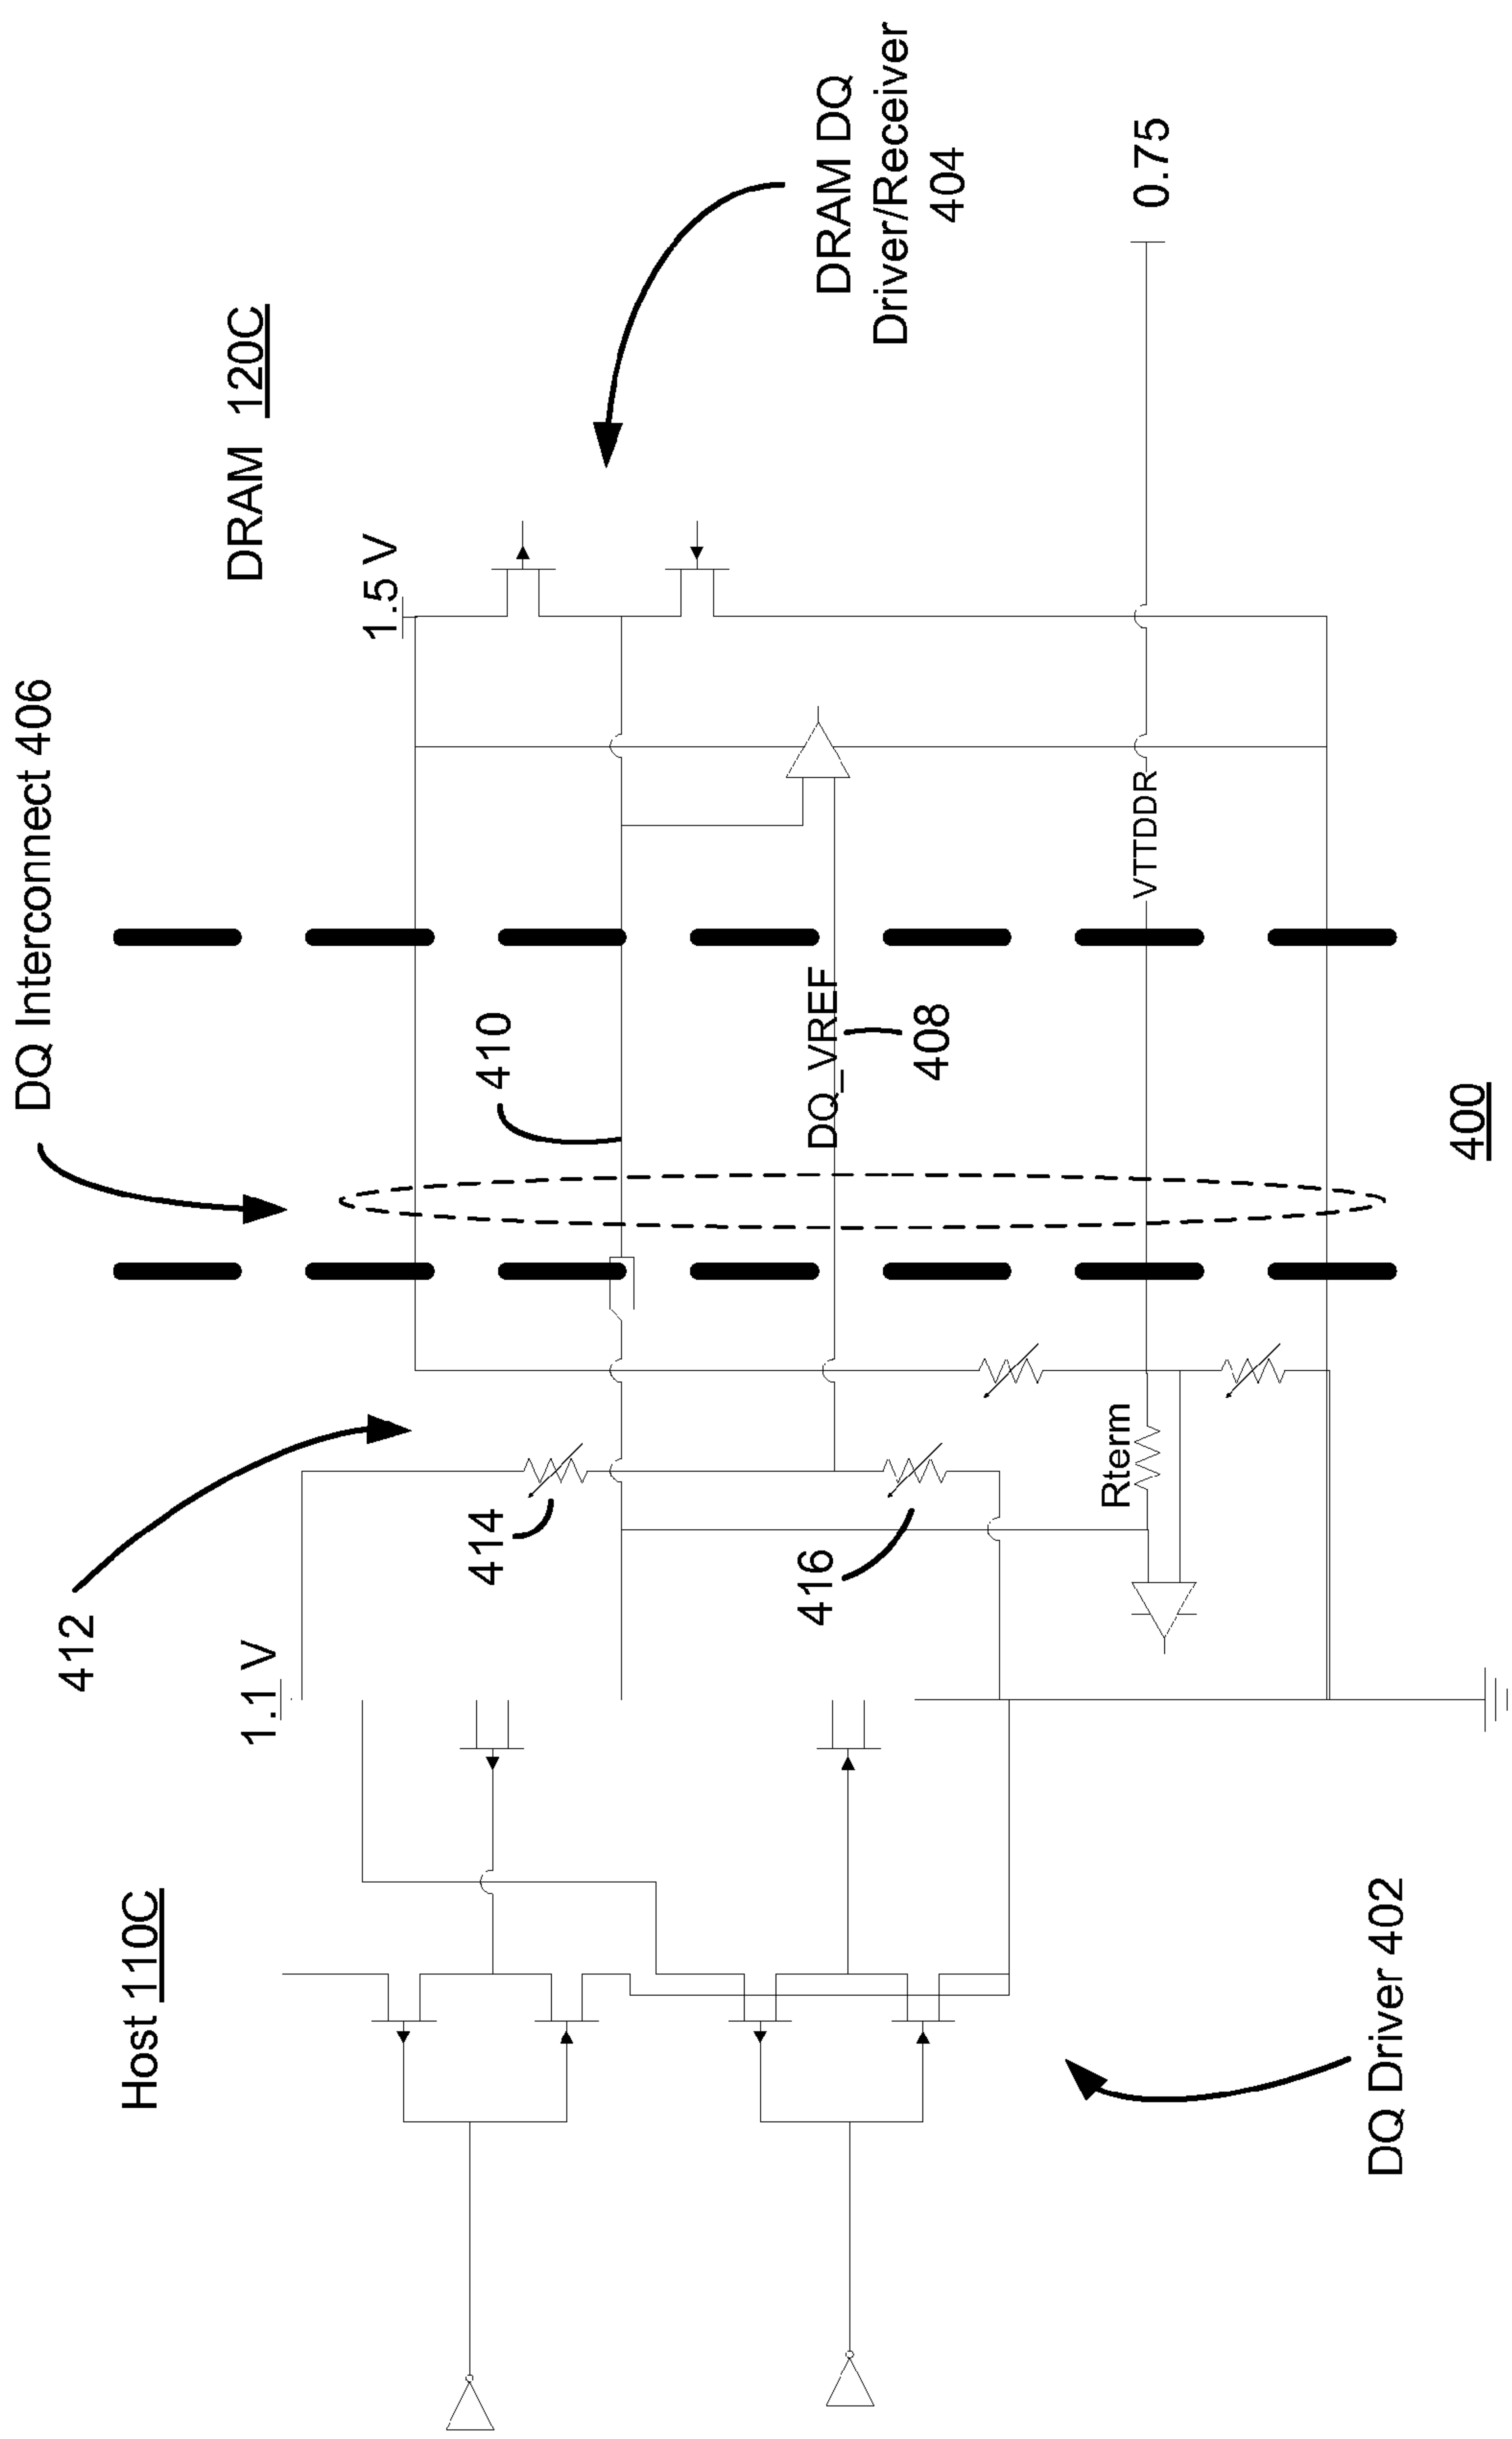 DQ Interconnect 406
DRAM 120C
Host 110C
412
1.1 V
1.5 V
410
414
DRAM DQ
Driver/Receiver
404
DQ_VREF
408
416
Rterm
VTTDDR
0.75
DQ Driver 402
400